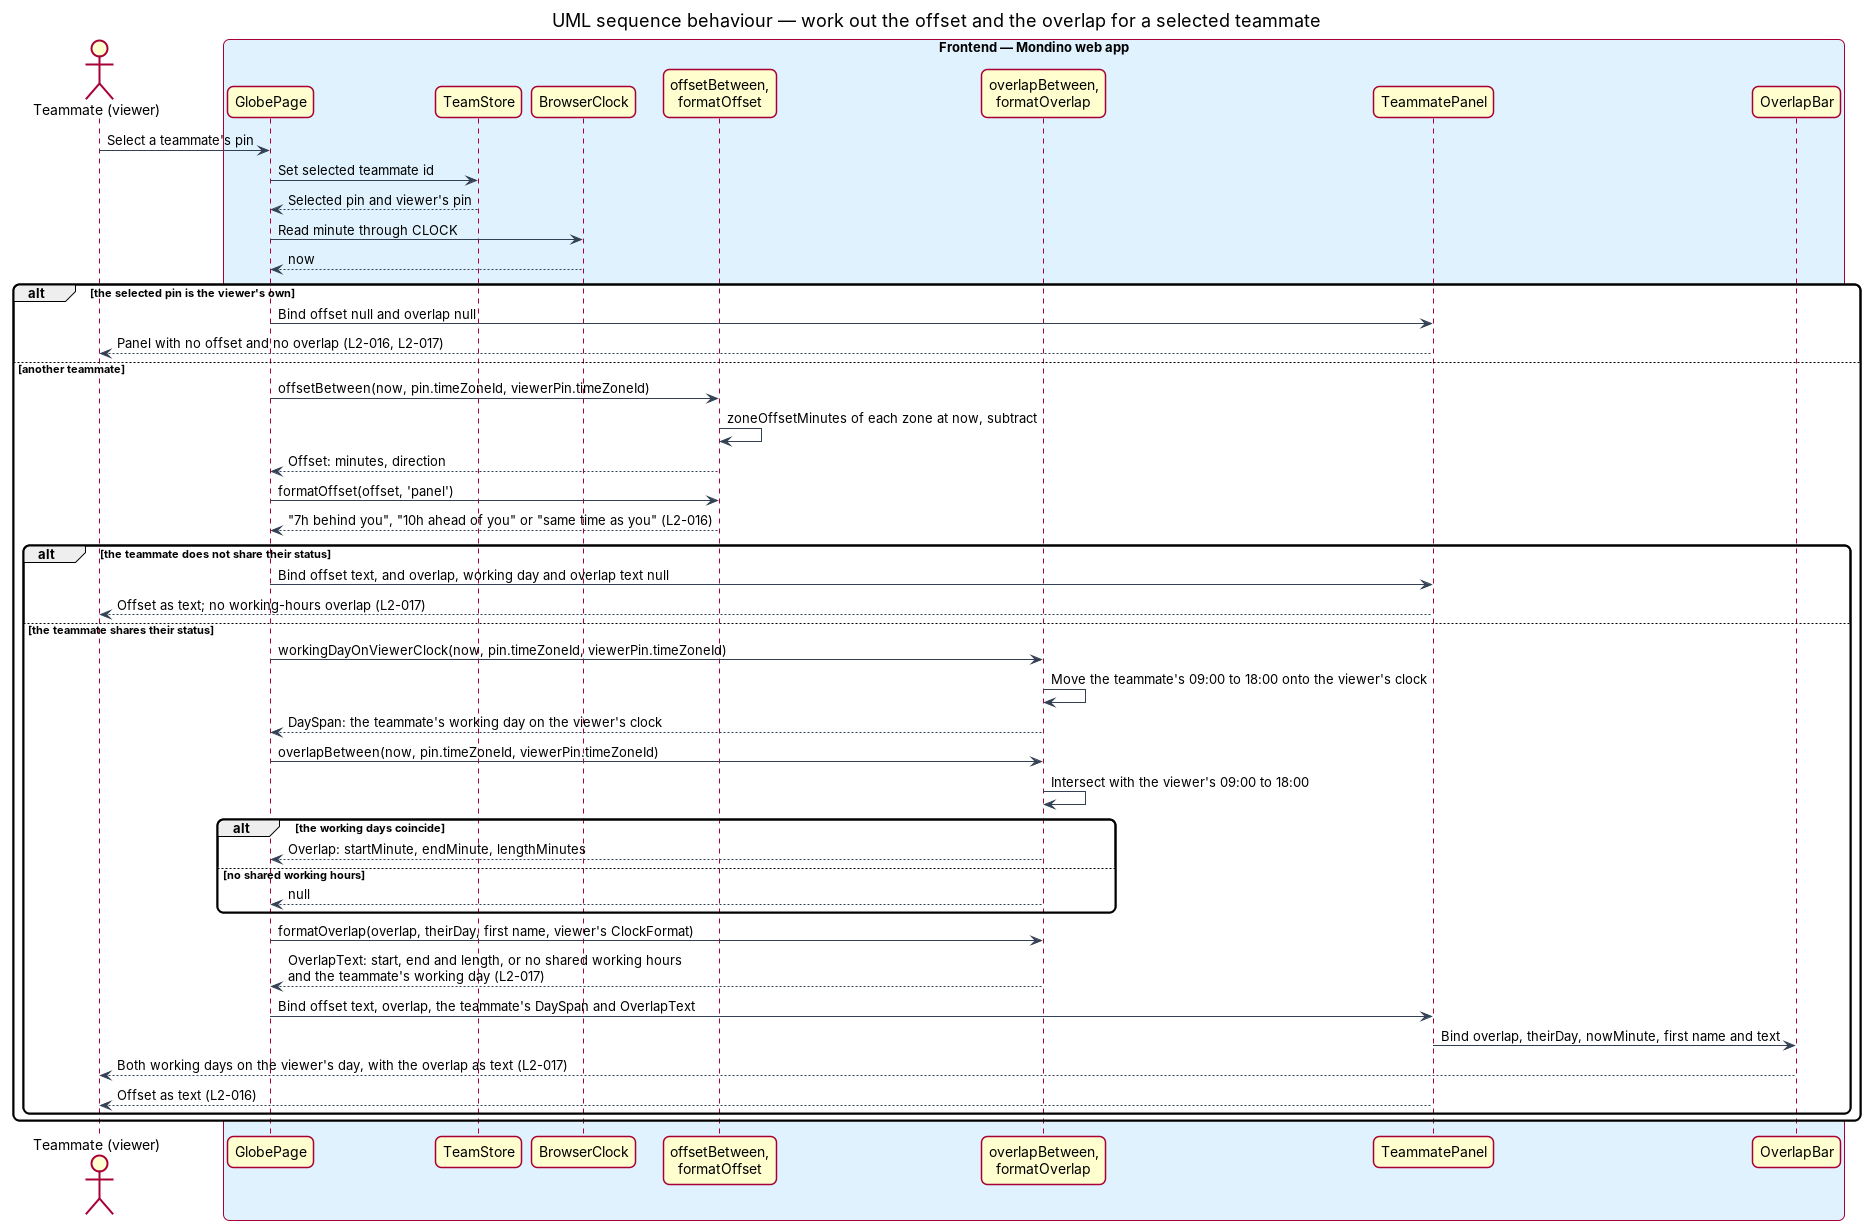 UML sequence behaviour — work out the offset and the overlap for a selected teammate
Frontend — Mondino web app
Teammate (viewer)
GlobePage
TeamStore
BrowserClock
offsetBetween,
formatOffset
overlapBetween,
formatOverlap
TeammatePanel
OverlapBar
Select a teammate's pin
Set selected teammate id
Selected pin and viewer's pin
Read minute through CLOCK
now
alt
[the selected pin is the viewer's own]
Bind offset null and overlap null
Panel with no offset and no overlap (L2-016, L2-017)
[another teammate]
offsetBetween(now, pin.timeZoneId, viewerPin.timeZoneId)
zoneOffsetMinutes of each zone at now, subtract
Offset: minutes, direction
formatOffset(offset, 'panel')
"7h behind you", "10h ahead of you" or "same time as you" (L2-016)
alt
[the teammate does not share their status]
Bind offset text, and overlap, working day and overlap text null
Offset as text; no working-hours overlap (L2-017)
[the teammate shares their status]
workingDayOnViewerClock(now, pin.timeZoneId, viewerPin.timeZoneId)
Move the teammate's 09:00 to 18:00 onto the viewer's clock
DaySpan: the teammate's working day on the viewer's clock
overlapBetween(now, pin.timeZoneId, viewerPin.timeZoneId)
Intersect with the viewer's 09:00 to 18:00
alt
[the working days coincide]
Overlap: startMinute, endMinute, lengthMinutes
[no shared working hours]
null
formatOverlap(overlap, theirDay, first name, viewer's ClockFormat)
OverlapText: start, end and length, or no shared working hours
and the teammate's working day (L2-017)
Bind offset text, overlap, the teammate's DaySpan and OverlapText
Bind overlap, theirDay, nowMinute, first name and text
Both working days on the viewer's day, with the overlap as text (L2-017)
Offset as text (L2-016)
Teammate (viewer)
GlobePage
TeamStore
BrowserClock
offsetBetween,
formatOffset
overlapBetween,
formatOverlap
TeammatePanel
OverlapBar